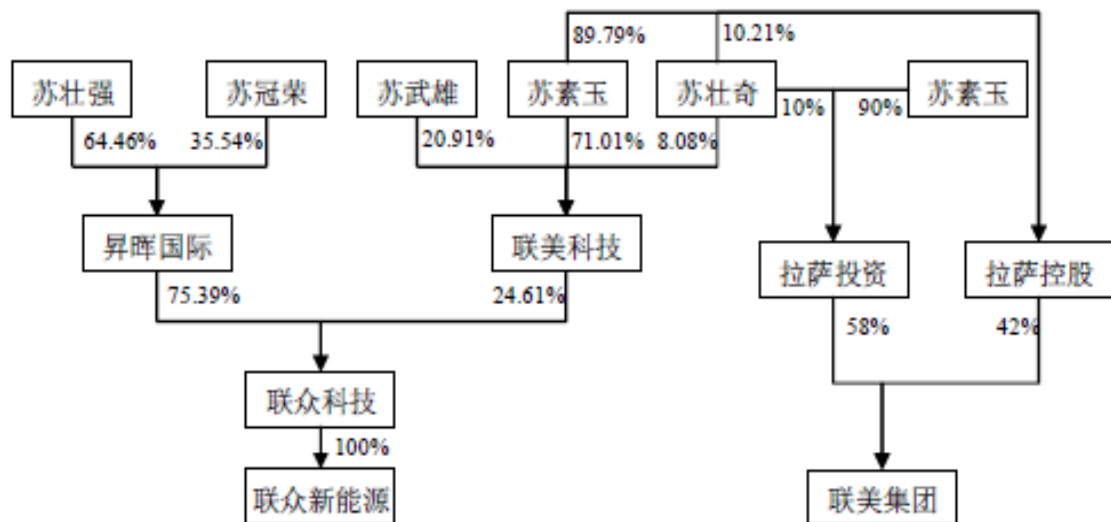 89.79%
10.21%
苏壮强
苏冠荣
苏武雄
苏素玉
苏壮奇
苏素玉
10%
90%
64.46%
35.54%
20.91%
71.01%
8.08%
昇晖国际
联美科技
拉萨投资
拉萨控股
75.39%
24.61%
58%
42%
联众科技
100%
联众新能源
联美集团